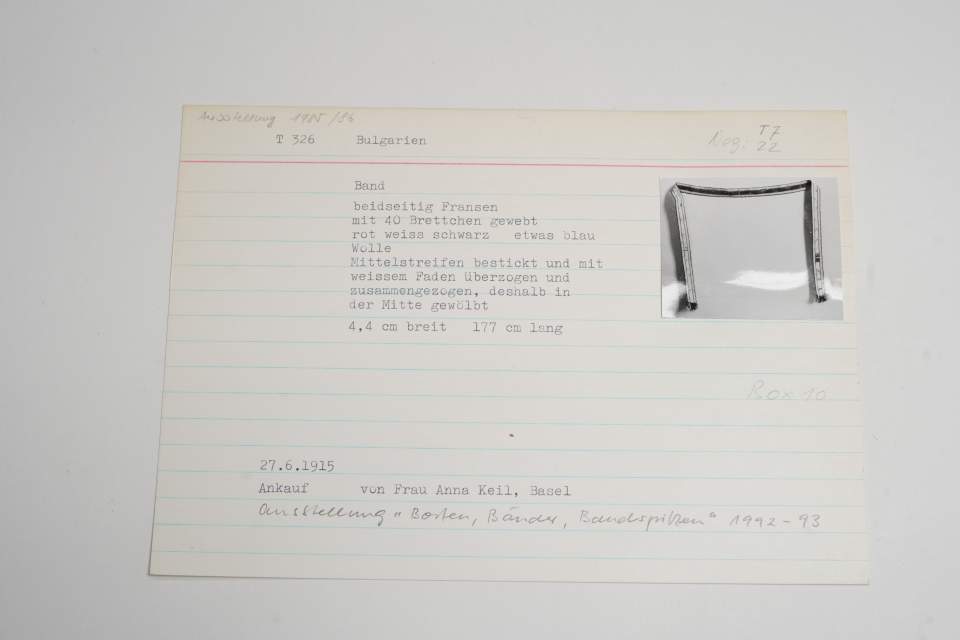 Ausstellung 1985/86
T 326 Bulgarien
Neg. T7
22
Band
beidseitig Fransen
mit 40 Brettchen gewebt
rot weiss schwarz etwas blau
Wolle
Mittelstreifen bestickt und mit
weissem Faden überzogen und
zusammengezogen, deshalb in
der Mitte gewölbt
4,4 cm breit 177 cm lang
Box 10
27.6.1915
Ankauf von Frau Anna Keil, Basel
Ausstellung "Borten, Bänder, Bandspitzen" 1992-93